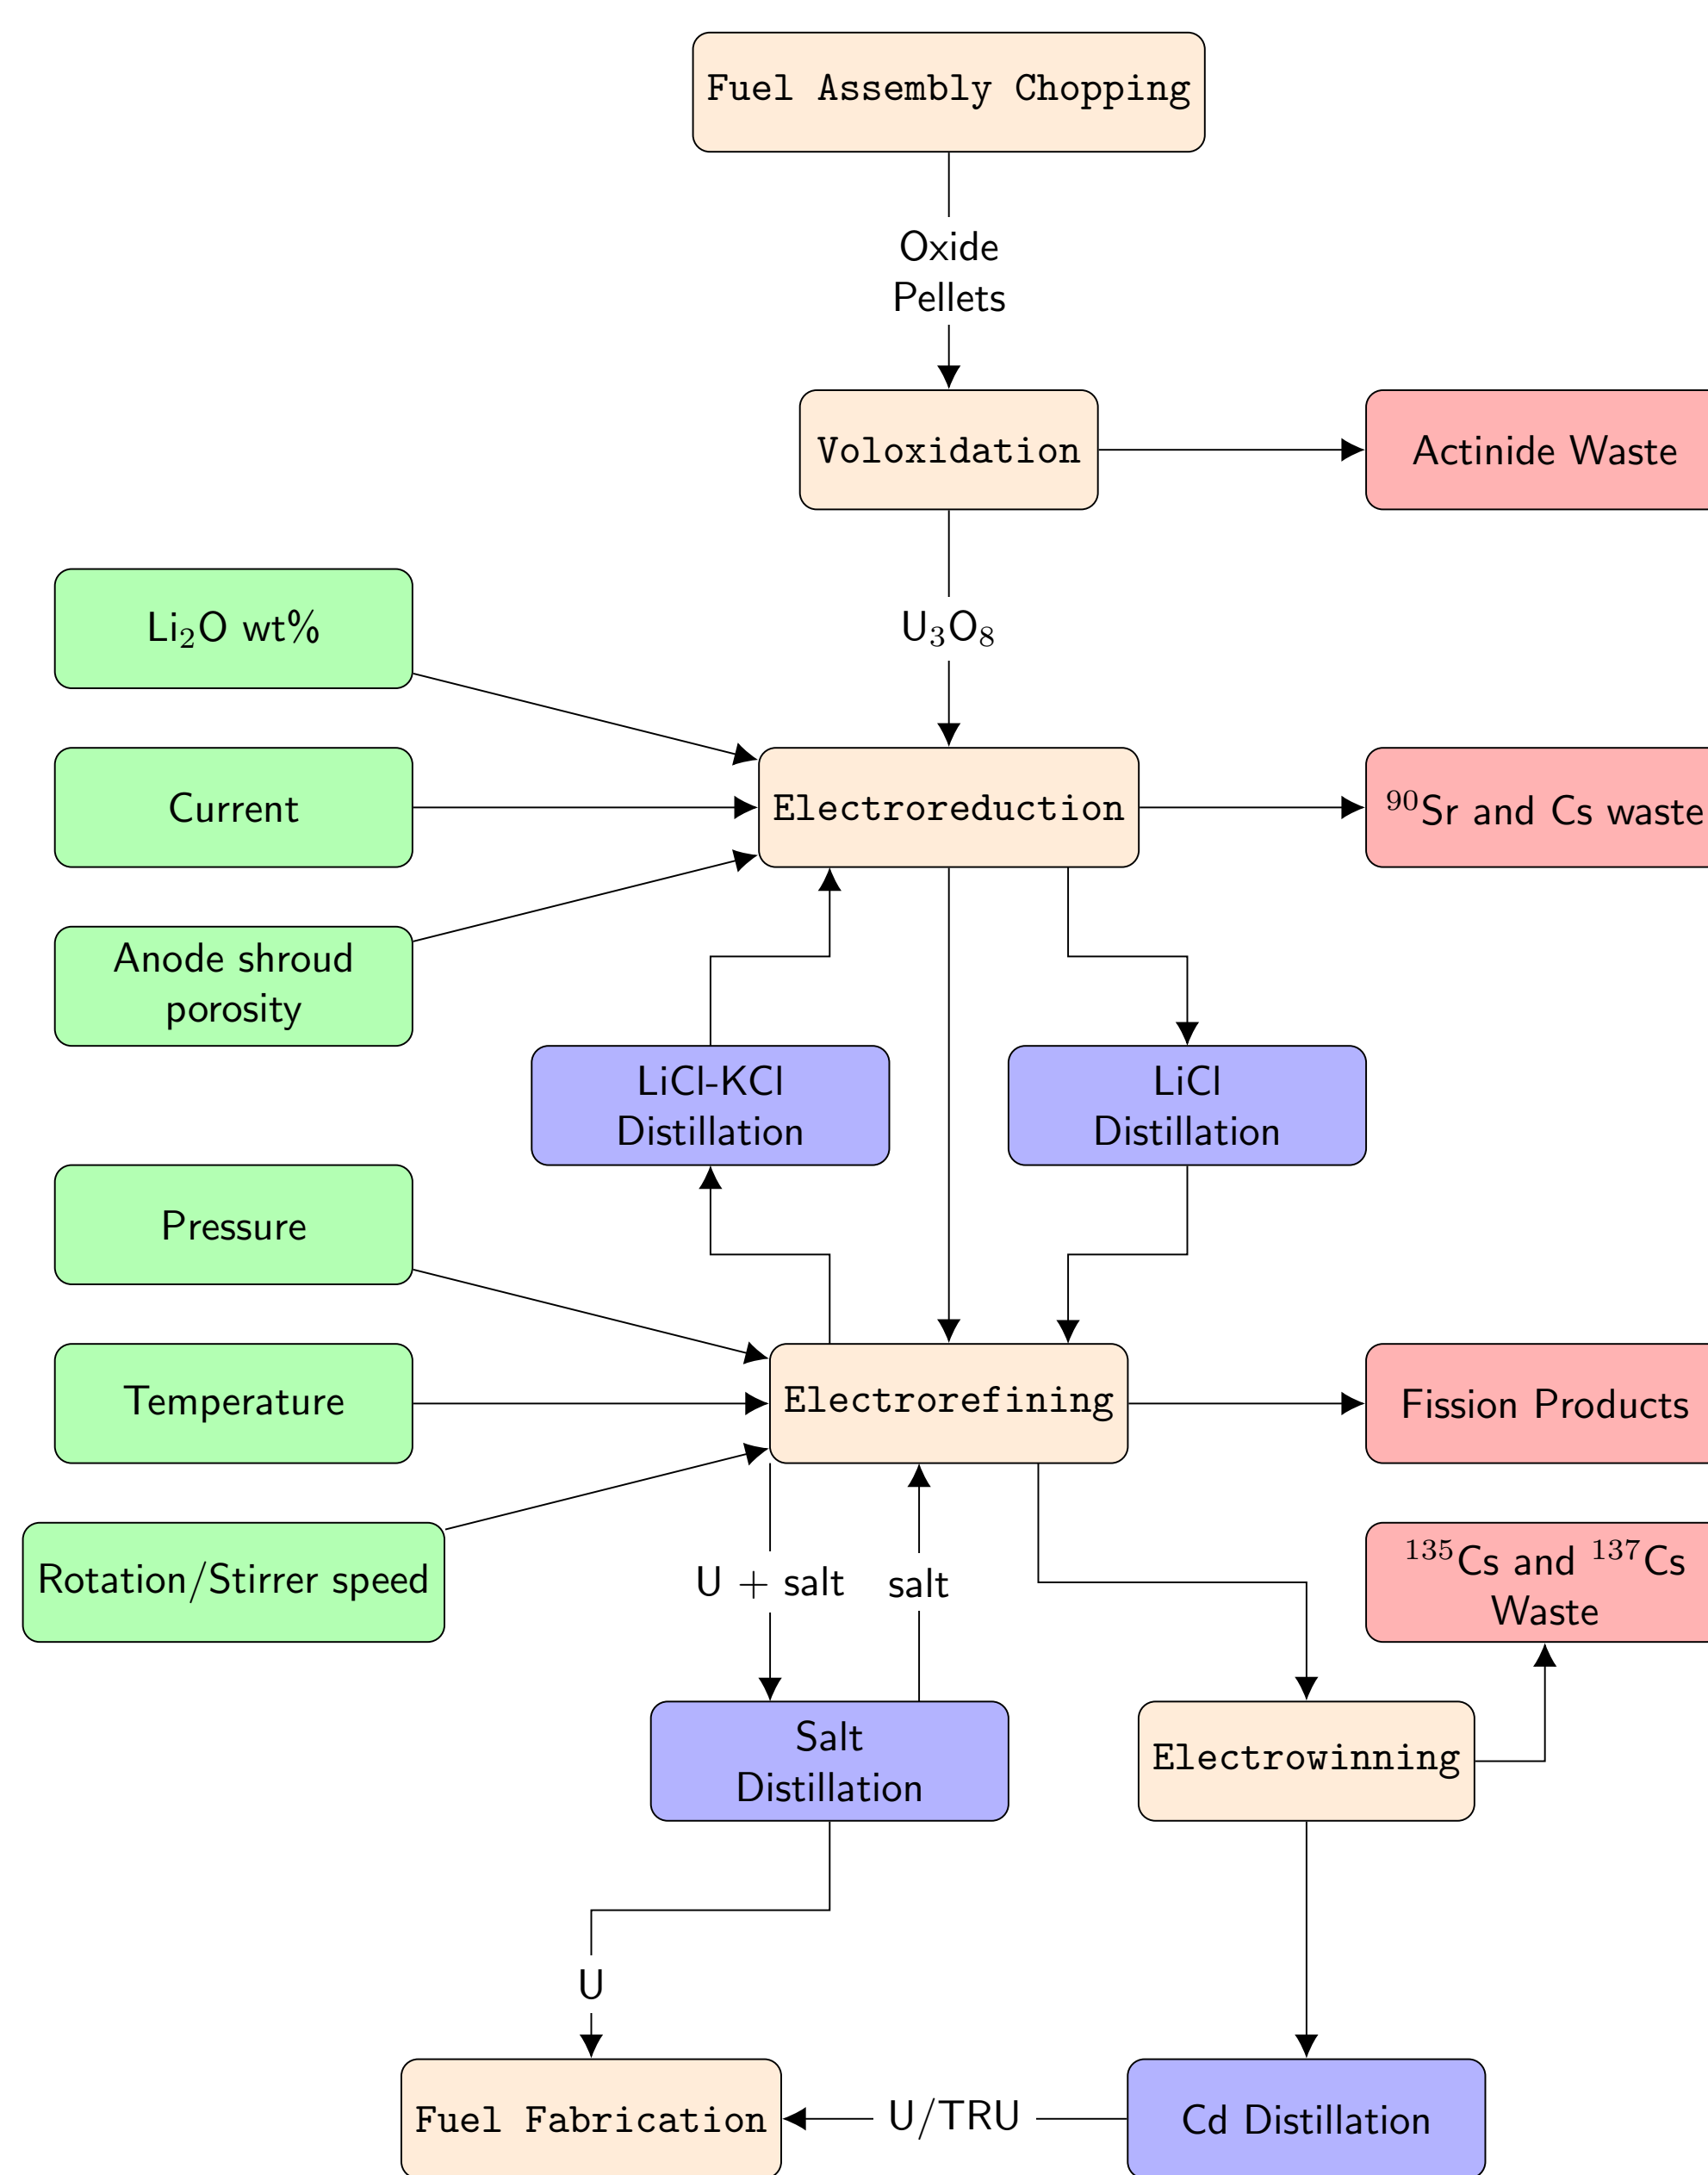 Fuel Assembly Chopping
Oxide
Pellets
Voloxidation
Actinide Waste
Li₂O wt%
U₃O₈
Current
Electroreduction
⁹⁰Sr and Cs waste
Anode shroud
porosity
LiCl-KCl
Distillation
LiCl
Distillation
Pressure
Temperature
Electrorefining
Fission Products
Rotation/Stirrer speed
U + salt
salt
¹³⁵Cs and ¹³⁷Cs
Waste
Salt
Distillation
Electrowinning
U
Fuel Fabrication
U/TRU
Cd Distillation